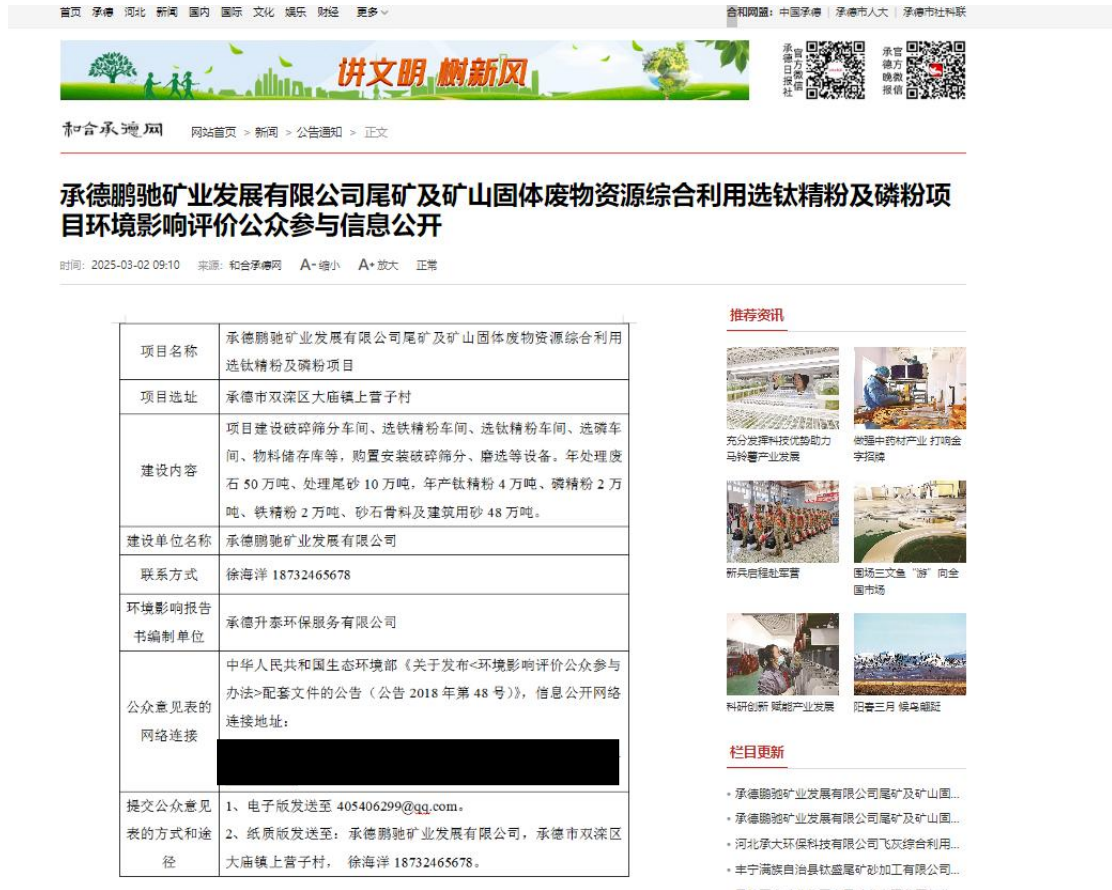 首页 承德 河北 新闻 国内 国际 文化 娱乐 财经 更多
合和网盟：中国承德 | 承德市人大 | 承德市社科联
讲文明 树新风
承德日报社 官方微信
承德晚报 官方微信
和合承德网 网站首页 > 新闻 > 公告通知 > 正文
承德鹏驰矿业发展有限公司尾矿及矿山固体废物资源综合利用选钛精粉及磷粉项
目环境影响评价公众参与信息公开
时间：2025-03-02 09:10 来源：和合承德网 A-缩小 A+放大 正常
项目名称
承德鹏驰矿业发展有限公司尾矿及矿山固体废物资源综合利用
选钛精粉及磷粉项目
项目选址
承德市双滦区大庙镇上营子村
建设内容
项目建设破碎筛分车间、选铁精粉车间、选钛精粉车间、选磷车
间、物料储存库等，购置安装破碎筛分、磨选等设备。年处理废
石 50 万吨、处理尾砂 10 万吨，年产钛精粉 4 万吨、磷精粉 2 万
吨、铁精粉 2 万吨、砂石骨料及建筑用砂 48 万吨。
建设单位名称
承德鹏驰矿业发展有限公司
联系方式
徐海洋 18732465678
环境影响报告
书编制单位
承德升泰环保服务有限公司
公众意见表的
网络连接
中华人民共和国生态环境部《关于发布<环境影响评价公众参与
办法>配套文件的公告（公告 2018 年第 48 号）》，信息公开网络
连接地址：
提交公众意见
表的方式和途
径
1、电子版发送至 405406299@qq.com。
2、纸质版发送至：承德鹏驰矿业发展有限公司，承德市双滦区
大庙镇上营子村， 徐海洋 18732465678。
推荐资讯
充分发挥科技优势助力
马铃薯产业发展
做强中药材产业 打响金
字招牌
新兵启程赴军营
围场三文鱼“游”向全
国市场
科研创新 赋能产业发展
阳春三月 候鸟翩跹
栏目更新
承德鹏驰矿业发展有限公司尾矿及矿山固...
承德鹏驰矿业发展有限公司尾矿及矿山固...
河北承大环保科技有限公司飞灰综合利用...
丰宁满族自治县钛盛尾矿砂加工有限公司...